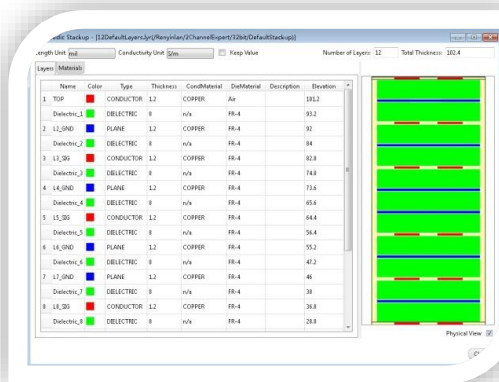 dic Stackup - [12DefaultLayers.lyr(/Renyinlan/2ChannelExpert/32bit/DefaultStackup)]
ength Unit mil Conductivity Unit S/m Keep Value Number of Layers: 12 Total Thickness: 102.4
Layers Materials
Name Color Type Thickness CondMaterial DieMaterial Description Elevation
1 TOP CONDUCTOR 1.2 COPPER Air 101.2
Dielectric_1 DIELECTRIC 8 n/a FR-4 93.2
2 L2_GND PLANE 1.2 COPPER FR-4 92
Dielectric_2 DIELECTRIC 8 n/a FR-4 84
3 L3_SIG CONDUCTOR 1.2 COPPER FR-4 82.8
Dielectric_3 DIELECTRIC 8 n/a FR-4 74.8
4 L4_GND PLANE 1.2 COPPER FR-4 73.6
Dielectric_4 DIELECTRIC 8 n/a FR-4 65.6
5 L5_SIG CONDUCTOR 1.2 COPPER FR-4 64.4
Dielectric_5 DIELECTRIC 8 n/a FR-4 56.4
6 L6_GND PLANE 1.2 COPPER FR-4 55.2
Dielectric_6 DIELECTRIC 8 n/a FR-4 47.2
7 L7_GND PLANE 1.2 COPPER FR-4 46
Dielectric_7 DIELECTRIC 8 n/a FR-4 38
8 L8_SIG CONDUCTOR 1.2 COPPER FR-4 36.8
Dielectric_8 DIELECTRIC 8 n/a FR-4 28.8
Physical View